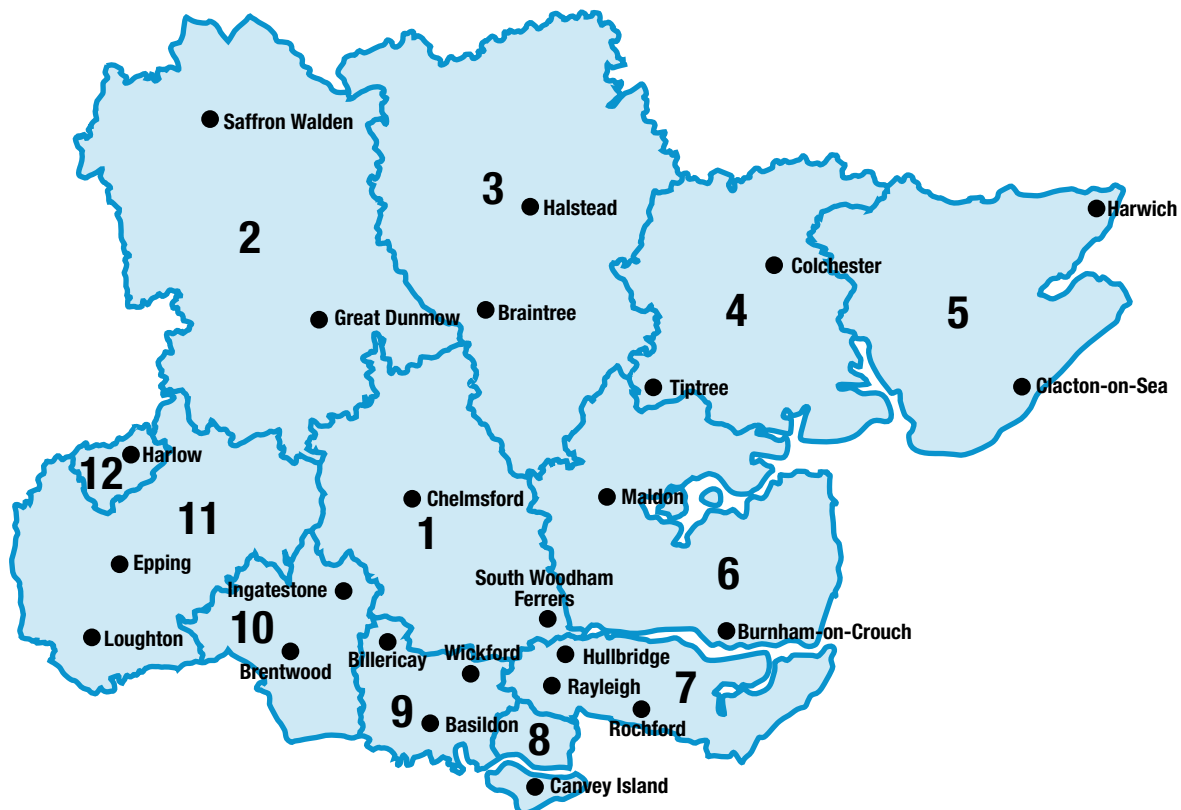 Saffron Walden
3
Halstead
Harwich
2
Colchester
Great Dunmow
Braintree
4
5
Tiptree
Clacton-on-Sea
Harlow
12
Chelmsford
Maldon
11
1
Epping
6
South Woodham
Ferrers
Ingatestone
10
Loughton
Burnham-on-Crouch
Brentwood
Billericay
Wickford
Hullbridge
Rayleigh
7
9
Basildon
Rochford
8
Canvey Island